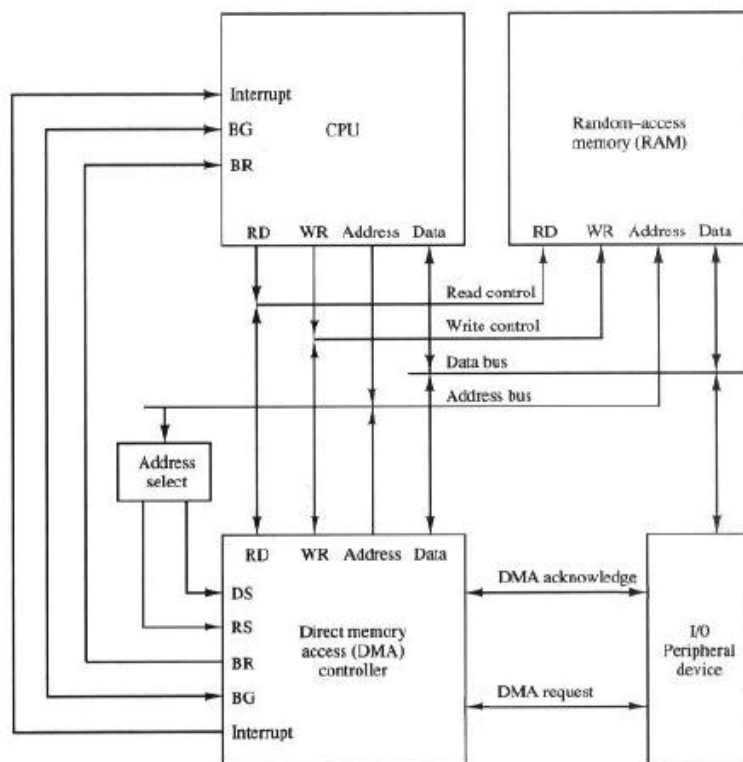 Interrupt
BG
CPU
BR
Random–access
memory (RAM)
RD WR Address Data
RD WR Address Data
Read control
Write control
Data bus
Address bus
Address
select
RD WR Address Data
DS
RS
BR
BG
Interrupt
Direct memory
access (DMA)
controller
DMA acknowledge
DMA request
I/O
Peripheral
device